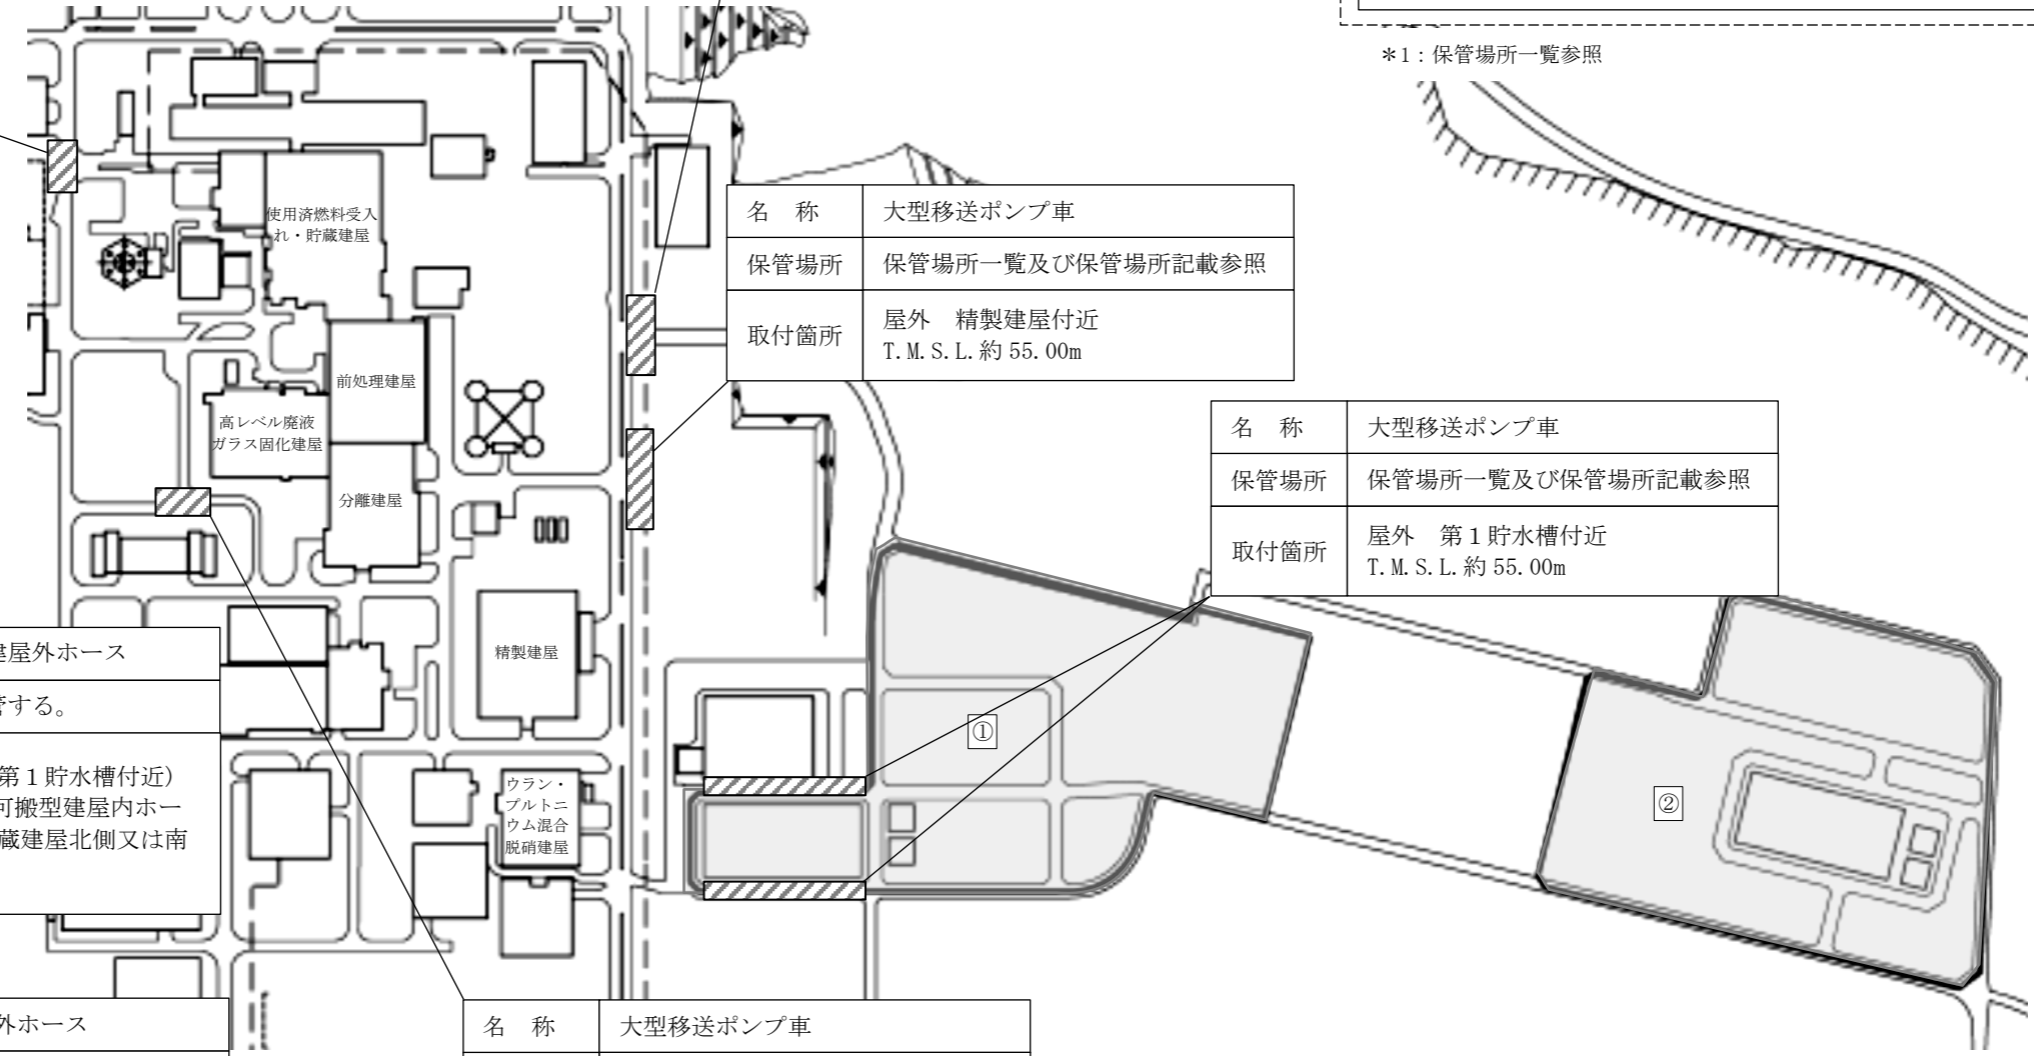 *1：保管場所一覧参照
使用済燃料受入
れ・貯蔵建屋
名　称　大型移送ポンプ車
保管場所　保管場所一覧及び保管場所記載参照
取付箇所　屋外　精製建屋付近
T.M.S.L.約 55.00m
前処理建屋
高レベル廃液
ガラス固化建屋
分離建屋
名　称　大型移送ポンプ車
保管場所　保管場所一覧及び保管場所記載参照
取付箇所　屋外　第１貯水槽付近
T.M.S.L.約 55.00m
精製建屋
建屋外ホース
管する。
第１貯水槽付近）
可搬型建屋内ホー
蔵建屋北側又は南
①
②
ウラン・
プルトニ
ウム混合
脱硝建屋
外ホース
名　称　大型移送ポンプ車